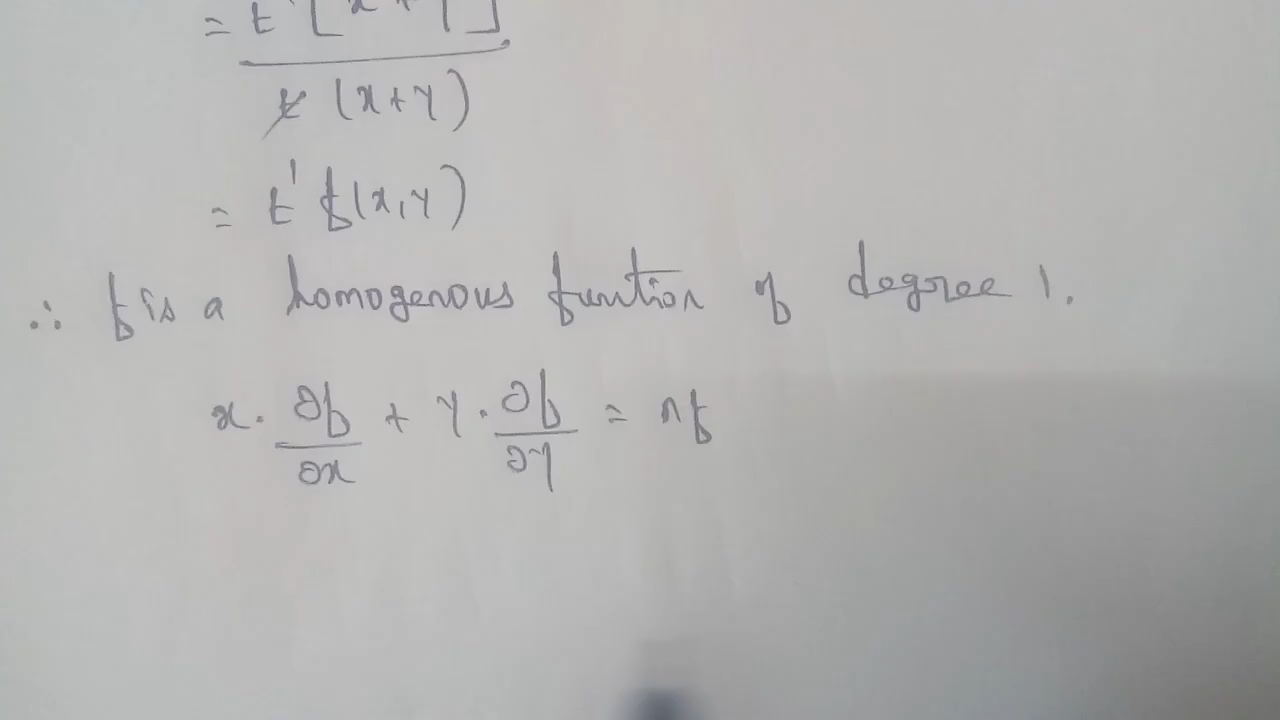 = t [x + y]
t (x+y)
= t¹ f(x,y)
∴ f is a homogenous funtion of degree 1.
x. ∂f/∂x + y. ∂f/∂y = nf